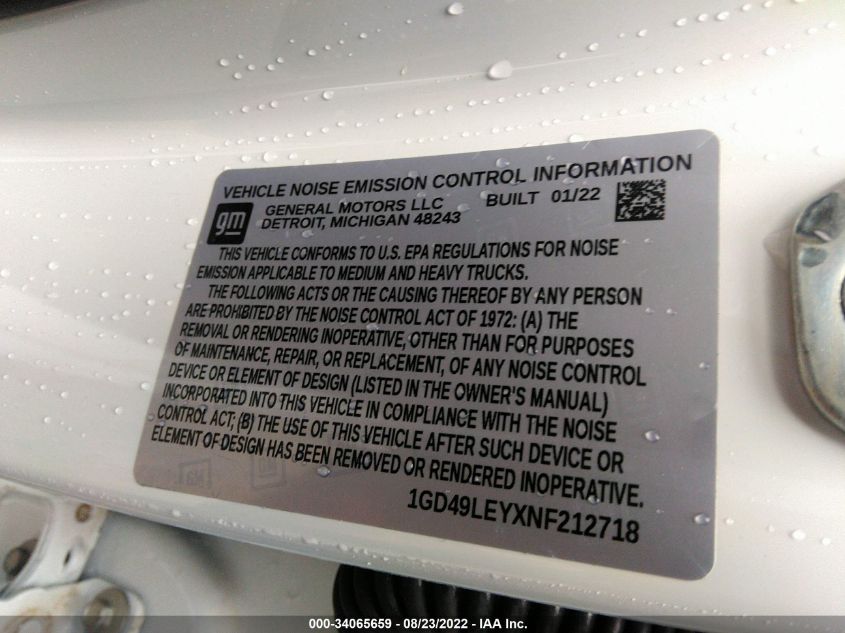 VEHICLE NOISE EMISSION CONTROL INFORMATION
gm
GENERAL MOTORS LLC BUILT 01/22
DETROIT, MICHIGAN 48243
THIS VEHICLE CONFORMS TO U.S. EPA REGULATIONS FOR NOISE
EMISSION APPLICABLE TO MEDIUM AND HEAVY TRUCKS.
THE FOLLOWING ACTS OR THE CAUSING THEREOF BY ANY PERSON
ARE PROHIBITED BY THE NOISE CONTROL ACT OF 1972: (A) THE
REMOVAL OR RENDERING INOPERATIVE, OTHER THAN FOR PURPOSES
OF MAINTENANCE, REPAIR, OR REPLACEMENT, OF ANY NOISE CONTROL
DEVICE OR ELEMENT OF DESIGN (LISTED IN THE OWNER'S MANUAL)
INCORPORATED INTO THIS VEHICLE IN COMPLIANCE WITH THE NOISE
CONTROL ACT; (B) THE USE OF THIS VEHICLE AFTER SUCH DEVICE OR
ELEMENT OF DESIGN HAS BEEN REMOVED OR RENDERED INOPERATIVE.
1GD49LEYXNF212718
000-34065659 - 08/23/2022 - IAA Inc.